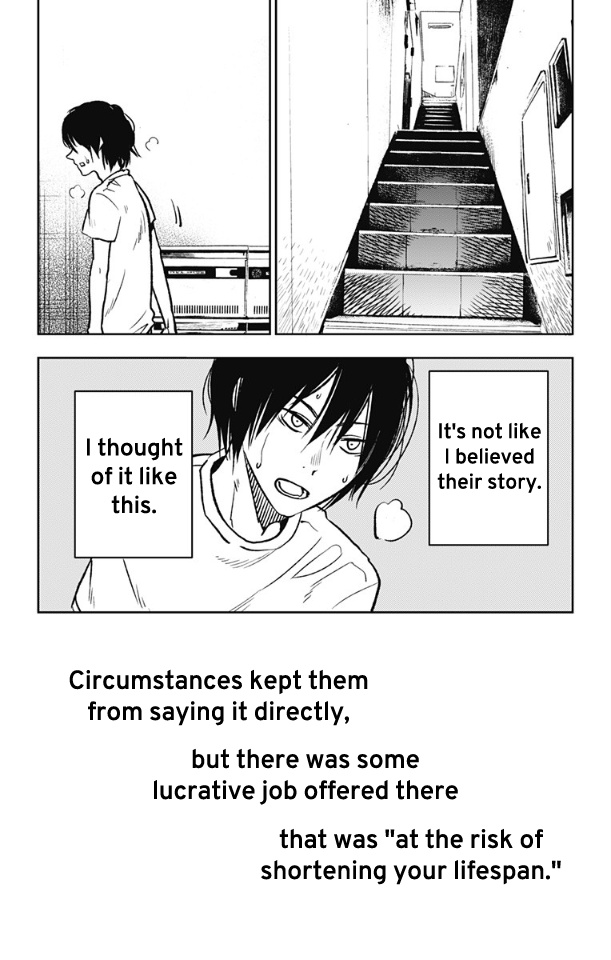 It's not like
I believed
their story.
I thought
of it like
this.
Circumstances kept them
from saying it directly,
but there was some
lucrative job offered there
that was "at the risk of
shortening your lifespan."